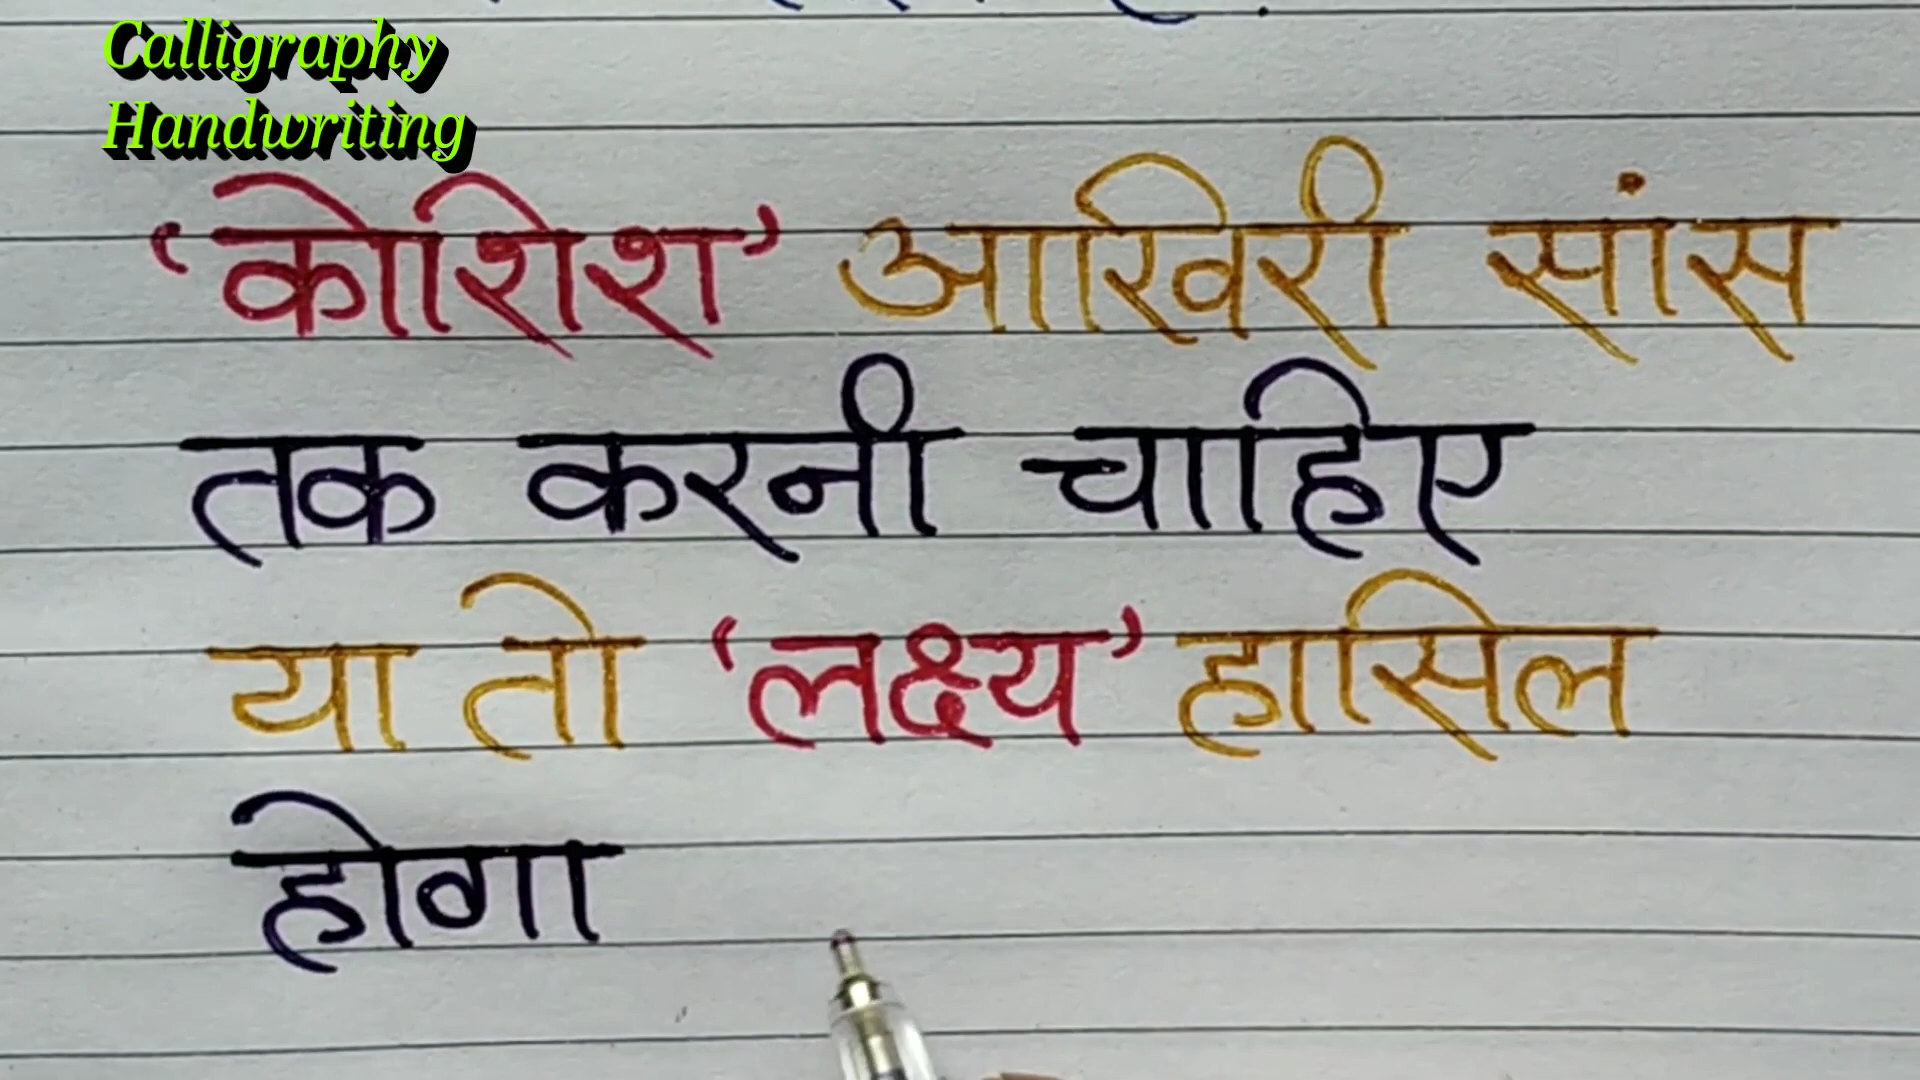 Calligraphy
Handwriting
‘कोशिश’ आखिरी सांस
तक करनी चाहिए
या तो ‘लक्ष्य’ हासिल
होगा